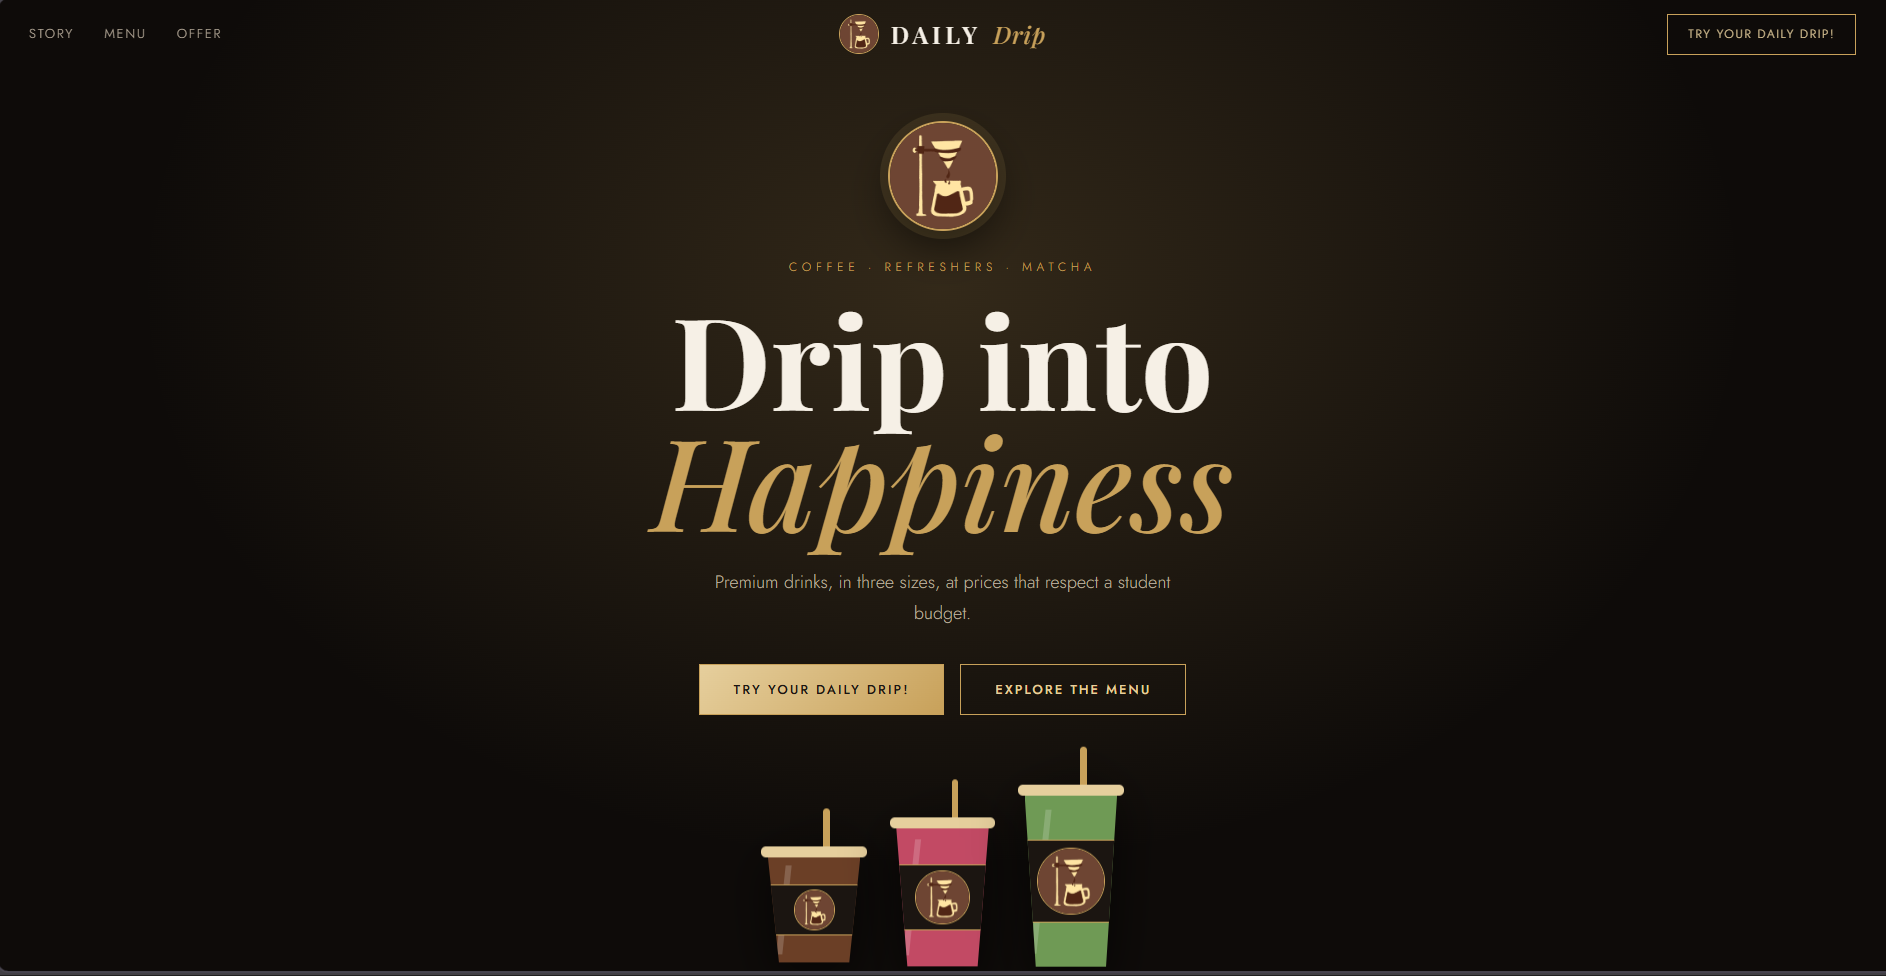 STORY MENU OFFER
DAILY Drip
TRY YOUR DAILY DRIP!
COFFEE · REFRESHERS · MATCHA
Drip into
Happiness
Premium drinks, in three sizes, at prices that respect a student
budget.
TRY YOUR DAILY DRIP!
EXPLORE THE MENU